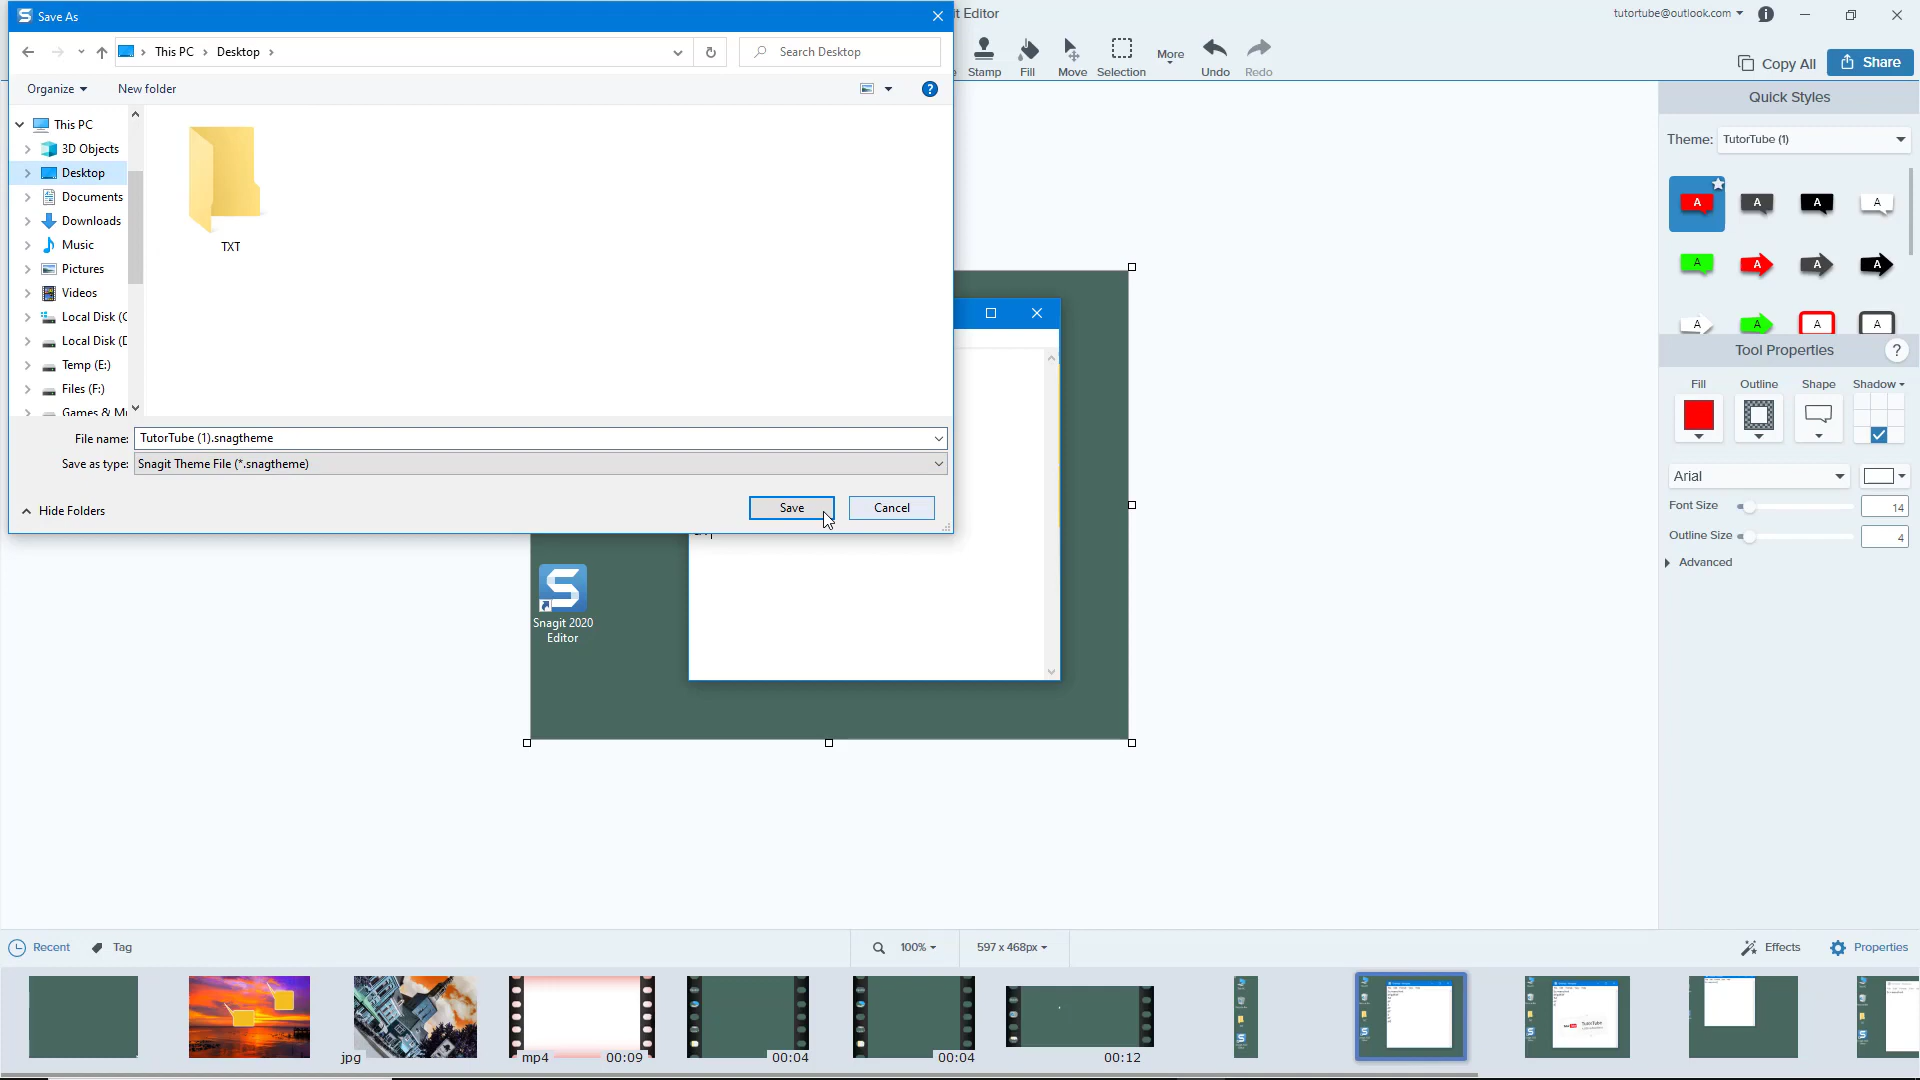 Save As
it Editor
tutortube@outlook.com
This PC
Desktop
Search Desktop
Stamp
Fill
Move
Selection
More
Undo
Redo
Copy All
Share
Organize
New folder
This PC
3D Objects
Desktop
Documents
Downloads
Music
Pictures
Videos
Local Disk (C
Local Disk (D
Temp (E:)
Files (F:)
Games & M
TXT
File name: TutorTube (1).snagtheme
Save as type: Snagit Theme File (*.snagtheme)
Hide Folders
Save
Cancel
Snagit 2020
Editor
Quick Styles
Theme: TutorTube (1)
A A A A
A A A A
A A A A
Tool Properties
?
Fill Outline Shape Shadow
Arial
Font Size 14
Outline Size 4
Advanced
Recent
Tag
100%
597 x 468px
Effects
Properties
jpg
mp4 00:09
00:04
00:04
00:12